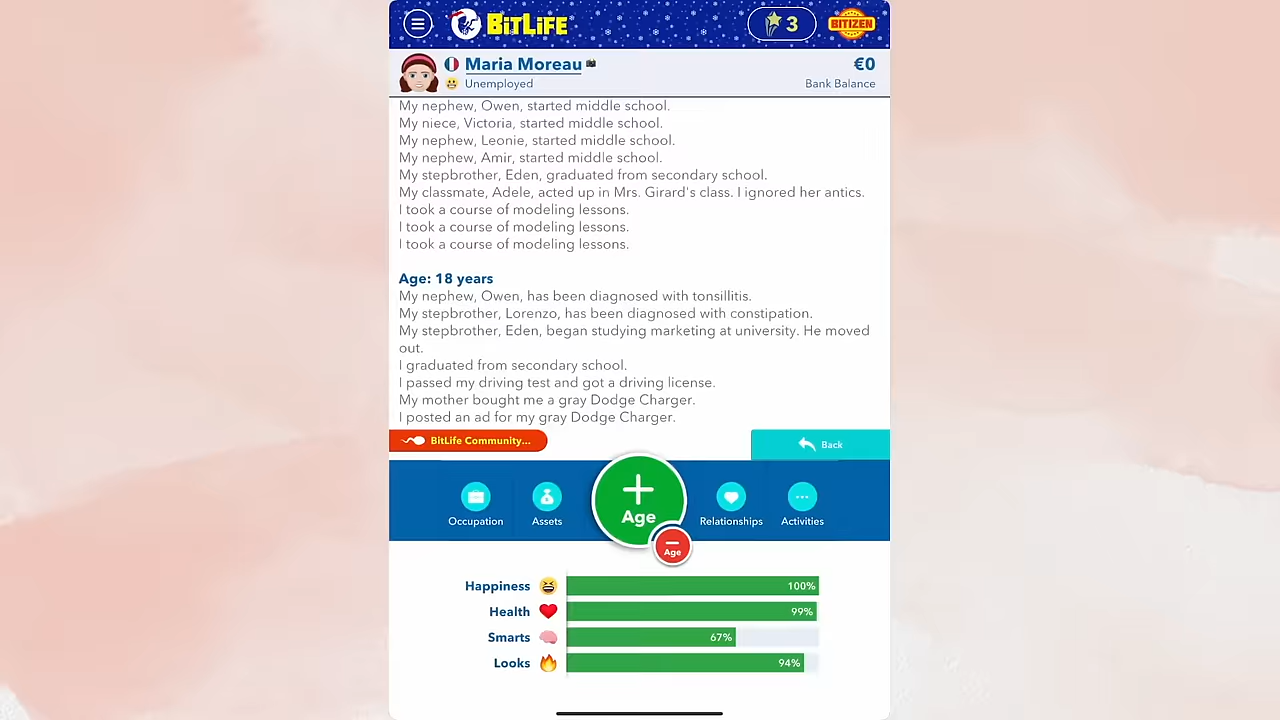 BITLIFE
3
BITIZEN
Maria Moreau
€0
Unemployed
Bank Balance
My nephew, Owen, started middle school.
My niece, Victoria, started middle school.
My nephew, Leonie, started middle school.
My nephew, Amir, started middle school.
My stepbrother, Eden, graduated from secondary school.
My classmate, Adele, acted up in Mrs. Girard's class. I ignored her antics.
I took a course of modeling lessons.
I took a course of modeling lessons.
I took a course of modeling lessons.
Age: 18 years
My nephew, Owen, has been diagnosed with tonsillitis.
My stepbrother, Lorenzo, has been diagnosed with constipation.
My stepbrother, Eden, began studying marketing at university. He moved
out.
I graduated from secondary school.
I passed my driving test and got a driving license.
My mother bought me a gray Dodge Charger.
I posted an ad for my gray Dodge Charger.
BitLife Community...
Back
Occupation
Assets
Age
Relationships
Activities
Age
Happiness 100%
Health 99%
Smarts 67%
Looks 94%